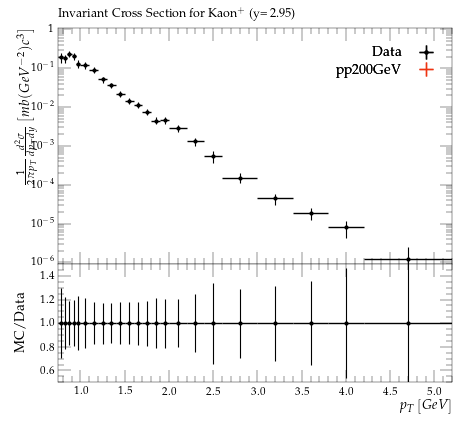 Invariant Cross Section for Kaon⁺ (y=2.95)
1/2πp_T d²σ/dp_Tdy [mb(GeV⁻²)c³]
1
10⁻¹
10⁻²
10⁻³
10⁻⁴
10⁻⁵
10⁻⁶
Data
pp200GeV
MC/Data
1.4
1.2
1.0
0.8
0.6
1.0 1.5 2.0 2.5 3.0 3.5 4.0 4.5 5.0
p_T [GeV]